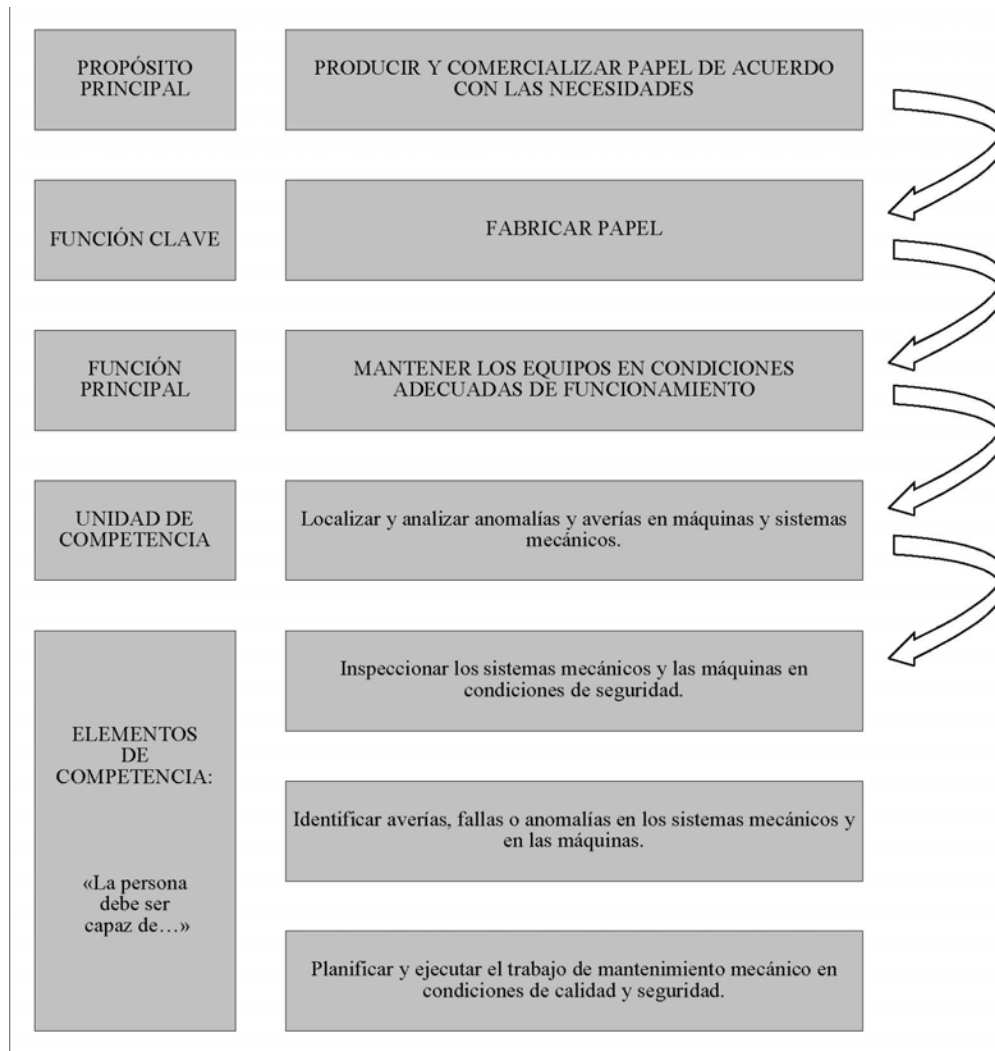 PROPÓSITO
PRINCIPAL
PRODUCIR Y COMERCIALIZAR PAPEL DE ACUERDO
CON LAS NECESIDADES
FUNCIÓN CLAVE
FABRICAR PAPEL
FUNCIÓN
PRINCIPAL
MANTENER LOS EQUIPOS EN CONDICIONES
ADECUADAS DE FUNCIONAMIENTO
UNIDAD DE
COMPETENCIA
Localizar y analizar anomalías y averías en máquinas y sistemas
mecánicos.
ELEMENTOS
DE
COMPETENCIA:
«La persona
debe ser
capaz de…»
Inspeccionar los sistemas mecánicos y las máquinas en
condiciones de seguridad.
Identificar averías, fallas o anomalías en los sistemas mecánicos y
en las máquinas.
Planificar y ejecutar el trabajo de mantenimiento mecánico en
condiciones de calidad y seguridad.